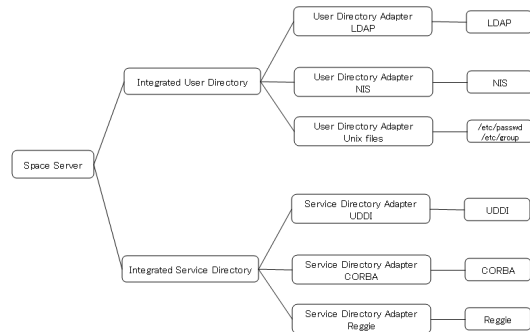 User Directory Adapter
LDAP
LDAP
Integrated User Directory
User Directory Adapter
NIS
NIS
User Directory Adapter
Unix files
/etc/passwd
/etc/group
Space Server
Service Directory Adapter
UDDI
UDDI
Integrated Service Directory
Service Directory Adapter
CORBA
CORBA
Service Directory Adapter
Reggie
Reggie